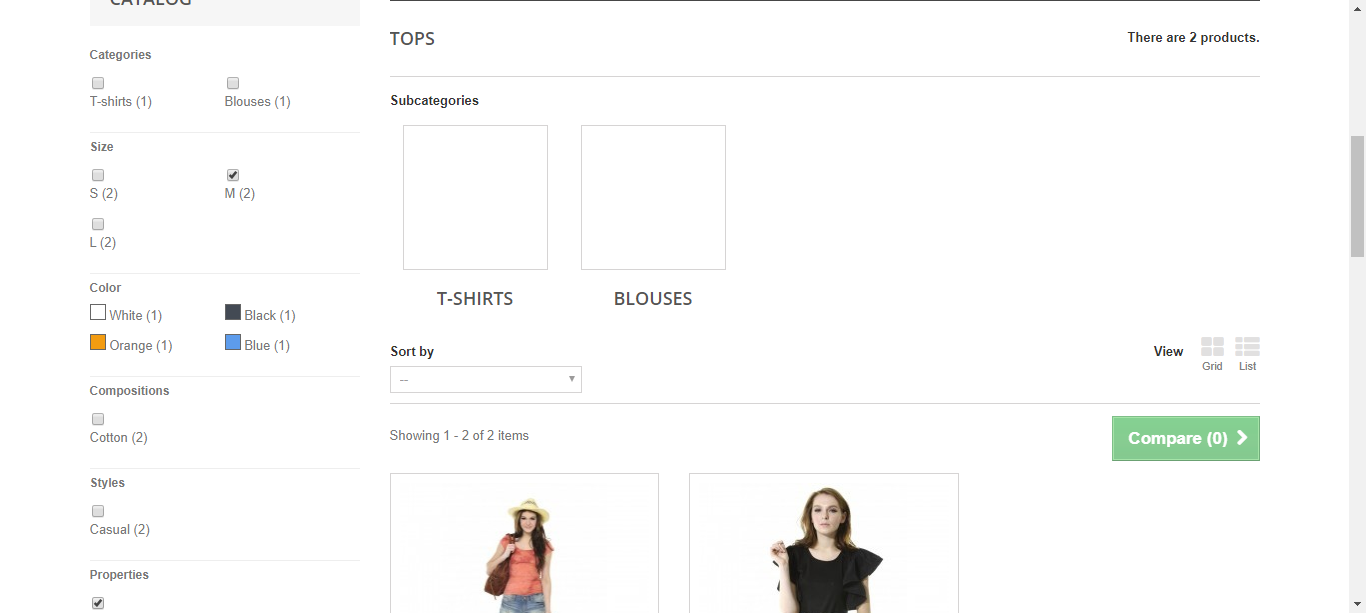 CATALOG
Categories
T-shirts (1)
Blouses (1)
Size
S (2)
M (2)
L (2)
Color
White (1)
Black (1)
Orange (1)
Blue (1)
Compositions
Cotton (2)
Styles
Casual (2)
Properties
TOPS
There are 2 products.
Subcategories
T-SHIRTS
BLOUSES
Sort by
--
View
Grid
List
Showing 1 - 2 of 2 items
Compare (0)